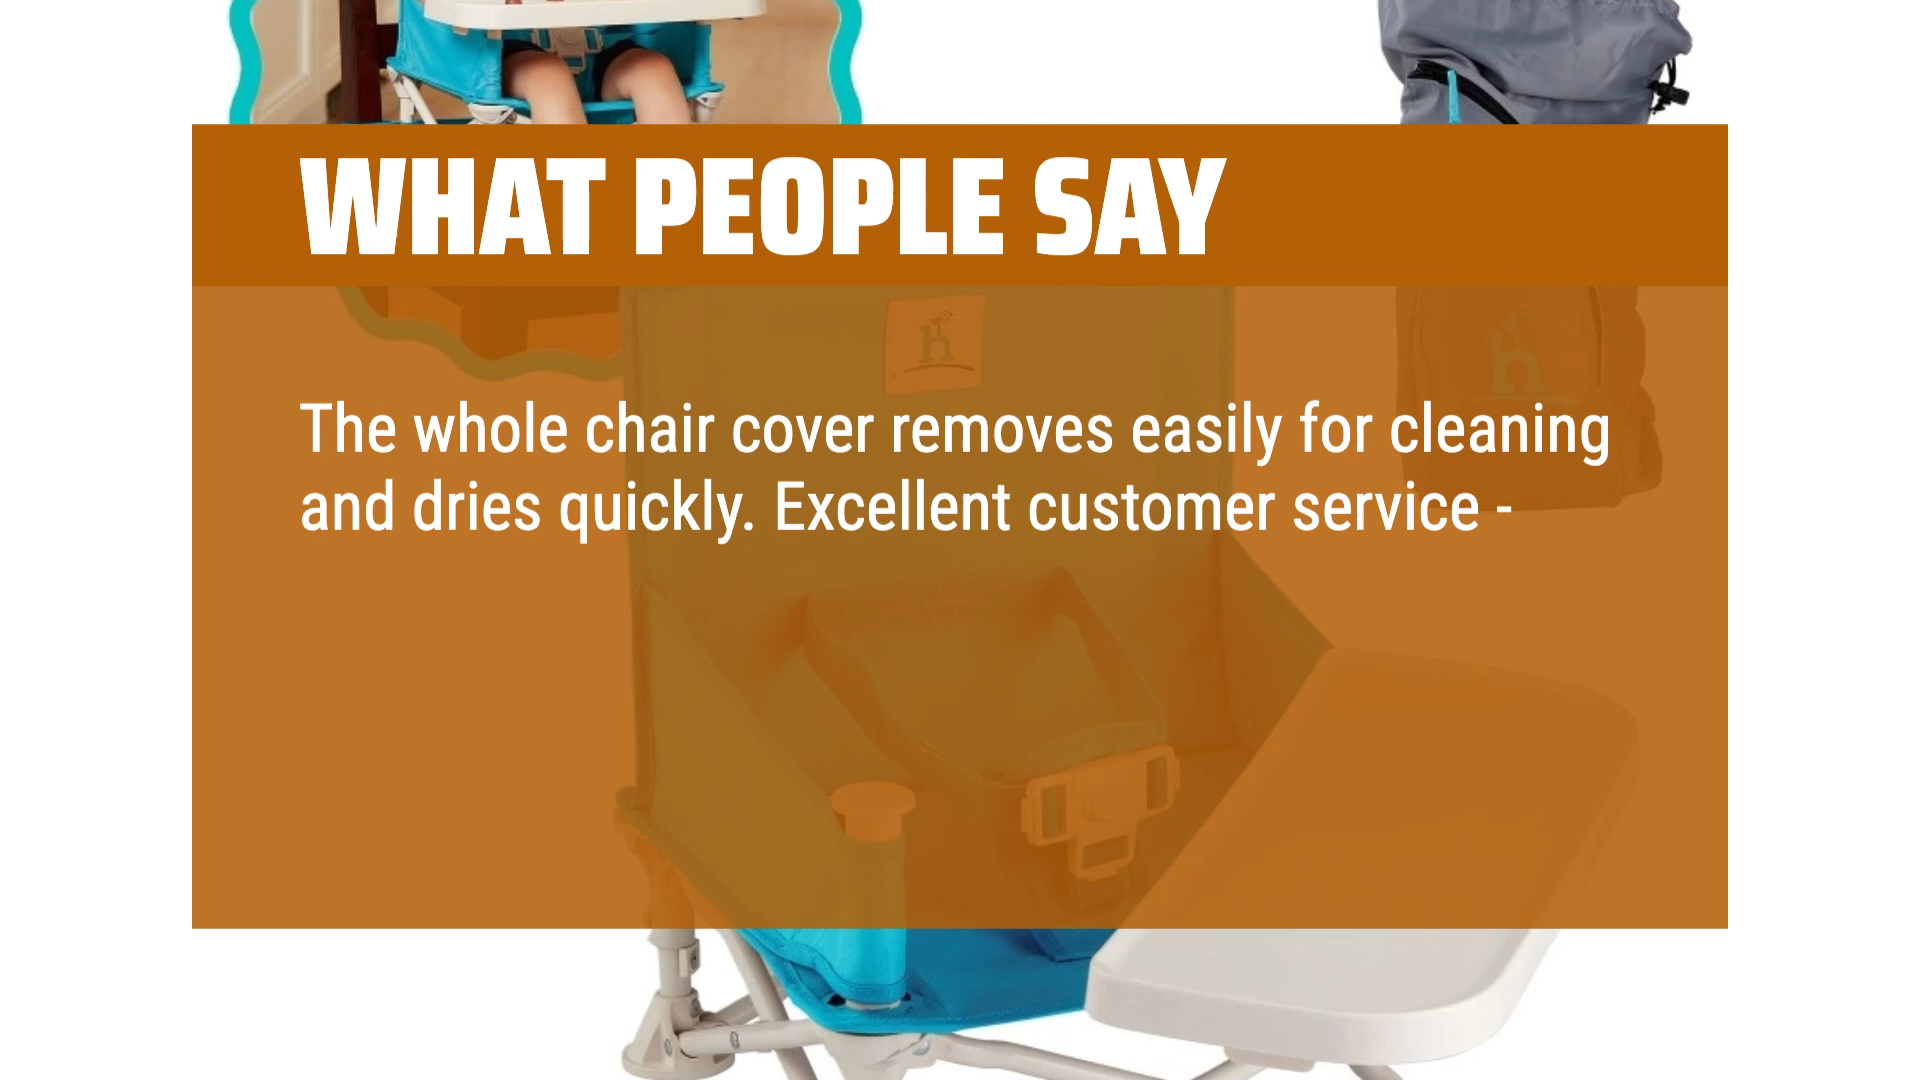 WHAT PEOPLE SAY
h
h
The whole chair cover removes easily for cleaning
and dries quickly. Excellent customer service -